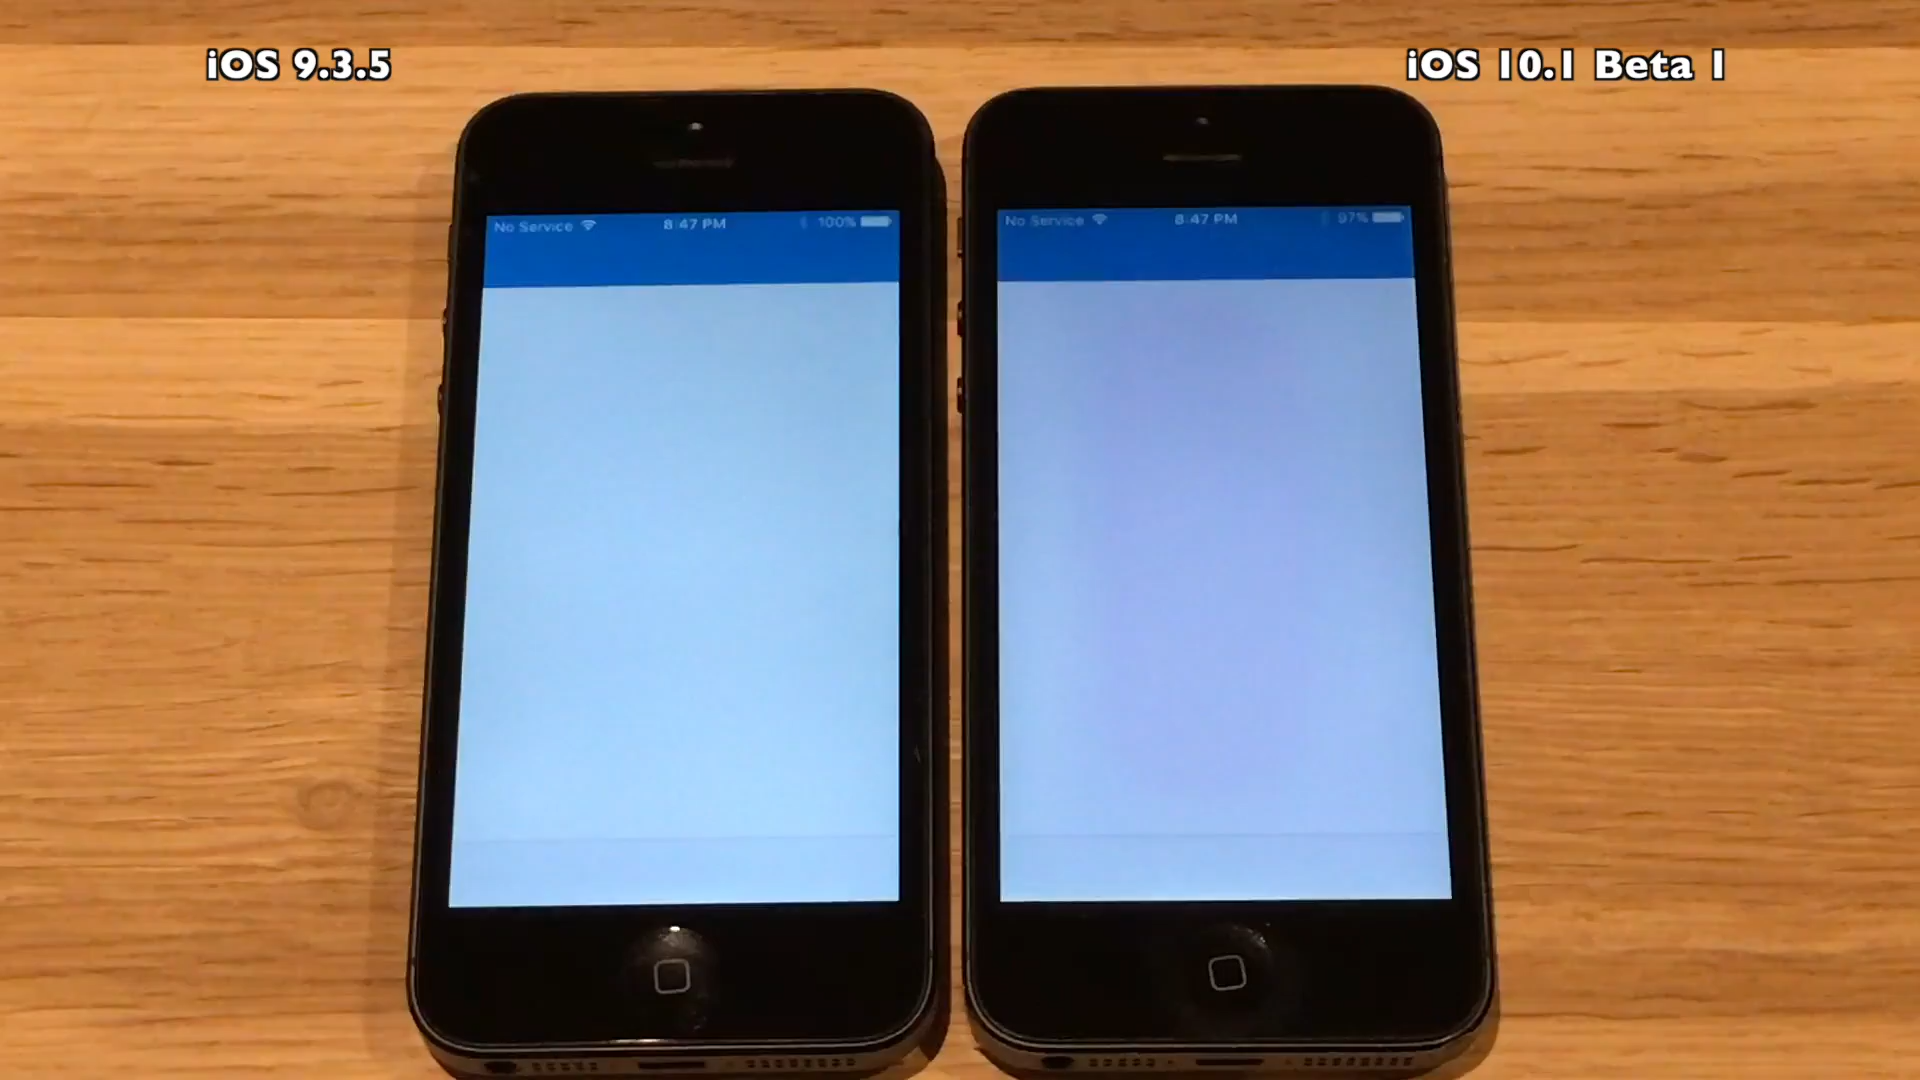 iOS 9.3.5
iOS 10.1 Beta 1
No Service 8:47 PM 100%
No Service 8:47 PM 97%